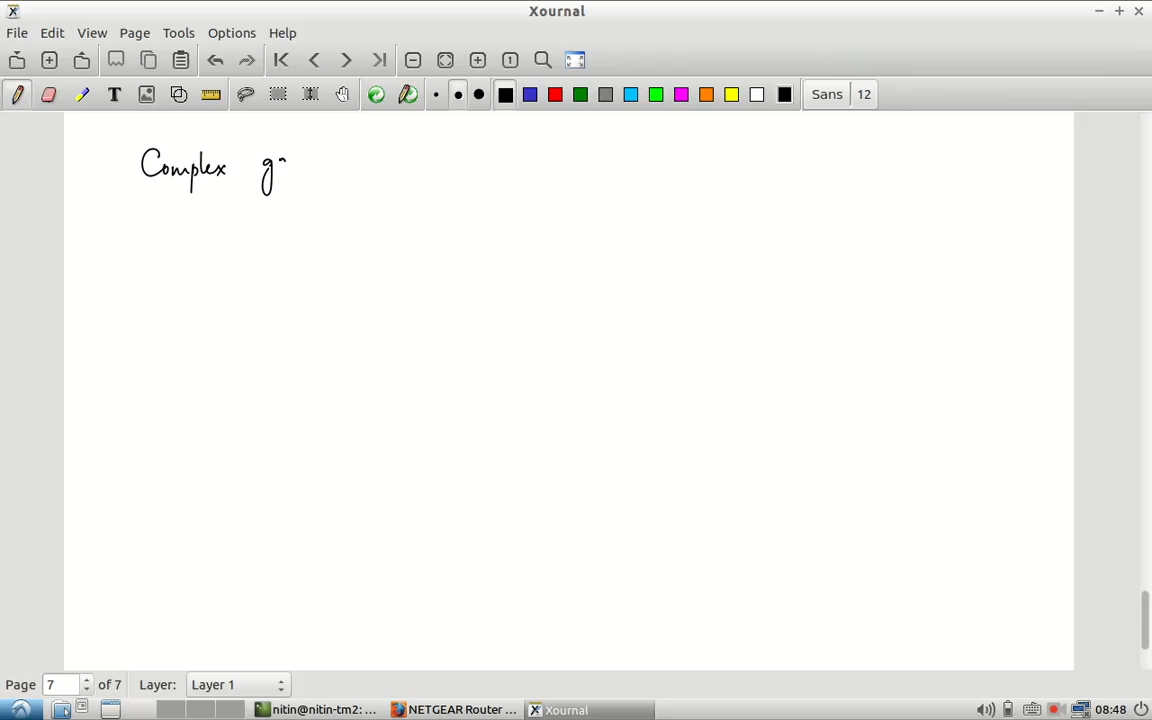 Xournal
File Edit View Page Tools Options Help
Sans 12
Complex g
Page 7 of 7 Layer: Layer 1
nitin@nitin-tm2: ... NETGEAR Router ... Xournal 08:48